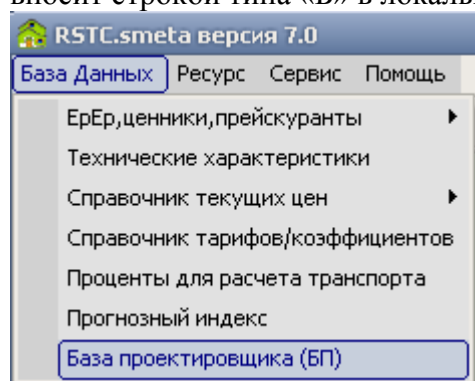 вносит строкой типа «Б» в локаль
RSTC.smeta версия 7.0
База Данных Ресурс Сервис Помощь
ЕрЕр,ценники,прейскуранты
Технические характеристики
Справочник текущих цен
Справочник тарифов/коэффициентов
Проценты для расчета транспорта
Прогнозный индекс
База проектировщика (БП)